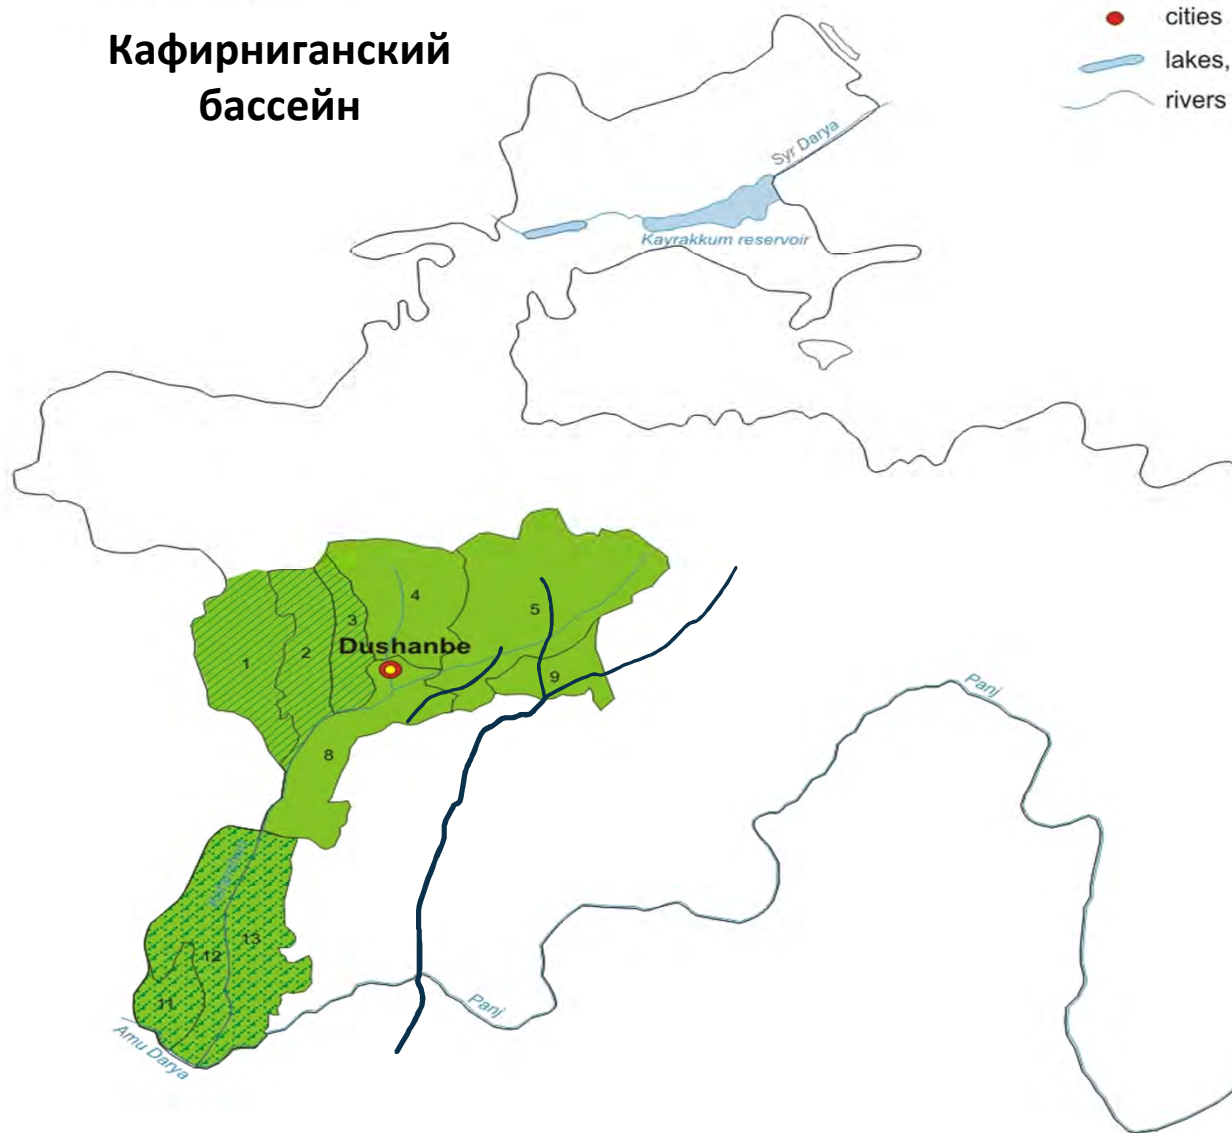 Кафирниганский
бассейн
cities
lakes,
rivers
Syr Darya
Kayrakkum reservoir
4
3
5
2
1
Dushanbe
9
Panj
8
13
12
11
Panj
Amu Darya